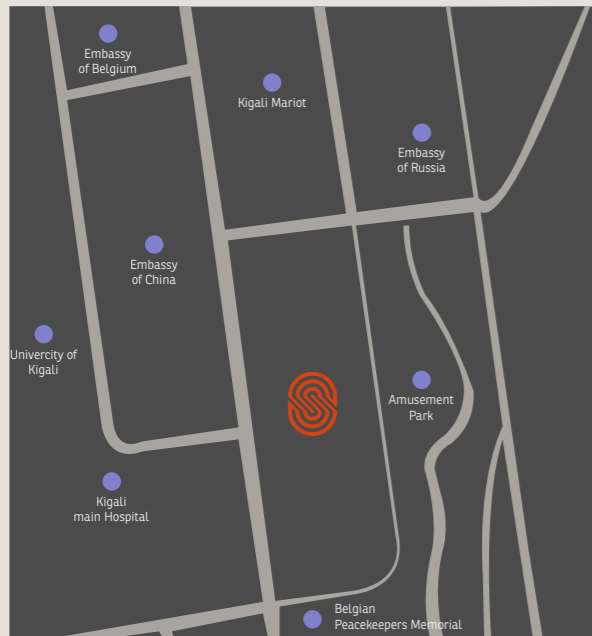 Embassy
of Belgium
Kigali Mariot
Embassy
of Russia
Embassy
of China
Univercity of
Kigali
Amusement
Park
Kigali
main Hospital
Belgian
Peacekeepers Memorial